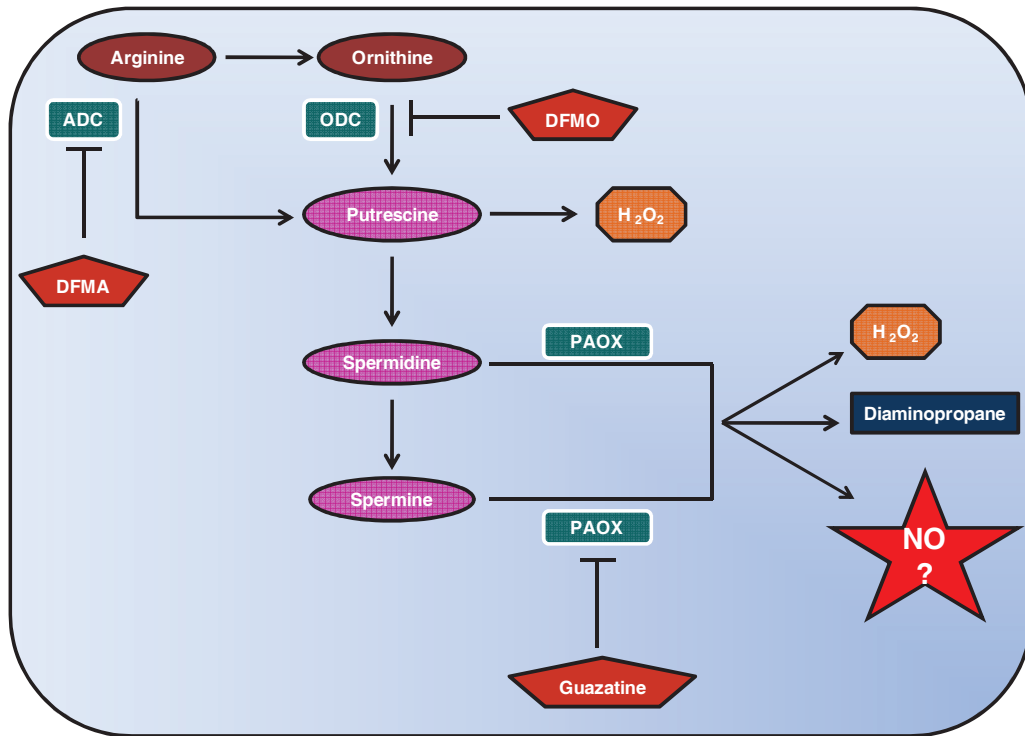 Arginine
Ornithine
ADC
ODC
DFMO
Putrescine
H₂O₂
DFMA
Spermidine
PAOX
H₂O₂
Diaminopropane
Spermine
PAOX
NO
?
Guazatine